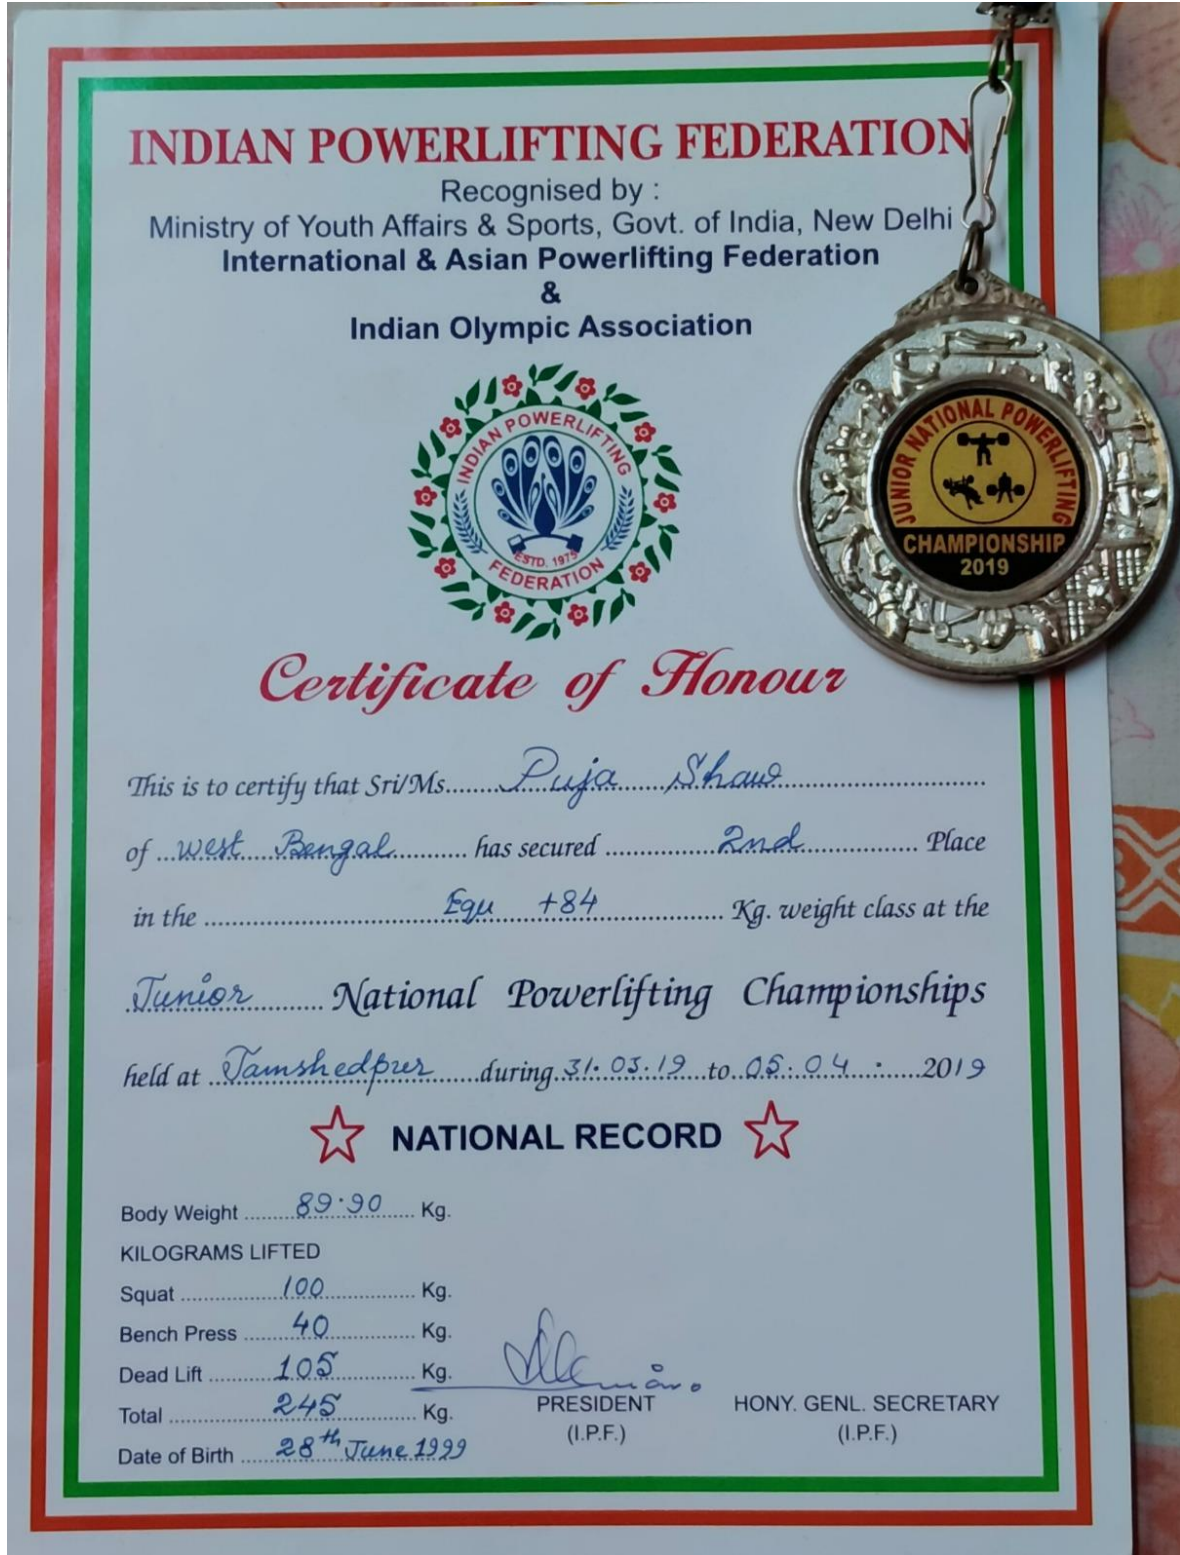 INDIAN POWERLIFTING FEDERATION
Recognised by :
Ministry of Youth Affairs & Sports, Govt. of India, New Delhi
International & Asian Powerlifting Federation
&
Indian Olympic Association
INDIAN POWERLIFTING
ESTD. 1975
FEDERATION
JUNIOR NATIONAL POWERLIFTING
CHAMPIONSHIP
2019
Certificate of Honour
This is to certify that Sri/Ms. Puja Shaw
of West Bengal has secured 2nd Place
in the Equ +84 Kg. weight class at the
Junior National Powerlifting Championships
held at Jamshedpur during 31.03.19 to 05.04. 2019
NATIONAL RECORD
Body Weight 89.90 Kg.
KILOGRAMS LIFTED
Squat 100 Kg.
Bench Press 40 Kg.
Dead Lift 105 Kg.
Total 245 Kg.
Date of Birth 28th June 1999
PRESIDENT
(I.P.F.)
HONY. GENL. SECRETARY
(I.P.F.)